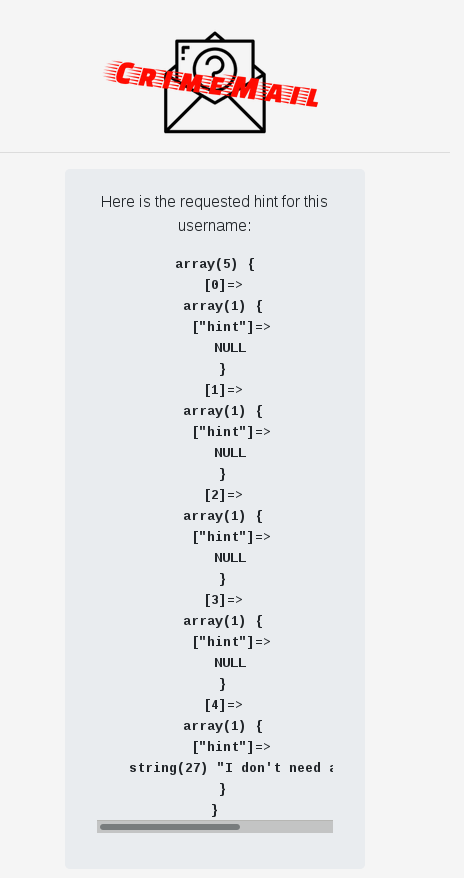 CrimeMail
Here is the requested hint for this
username:
array(5) {
[0]=>
array(1) {
["hint"]=>
NULL
}
[1]=>
array(1) {
["hint"]=>
NULL
}
[2]=>
array(1) {
["hint"]=>
NULL
}
[3]=>
array(1) {
["hint"]=>
NULL
}
[4]=>
array(1) {
["hint"]=>
string(27) "I don't need a
}
}